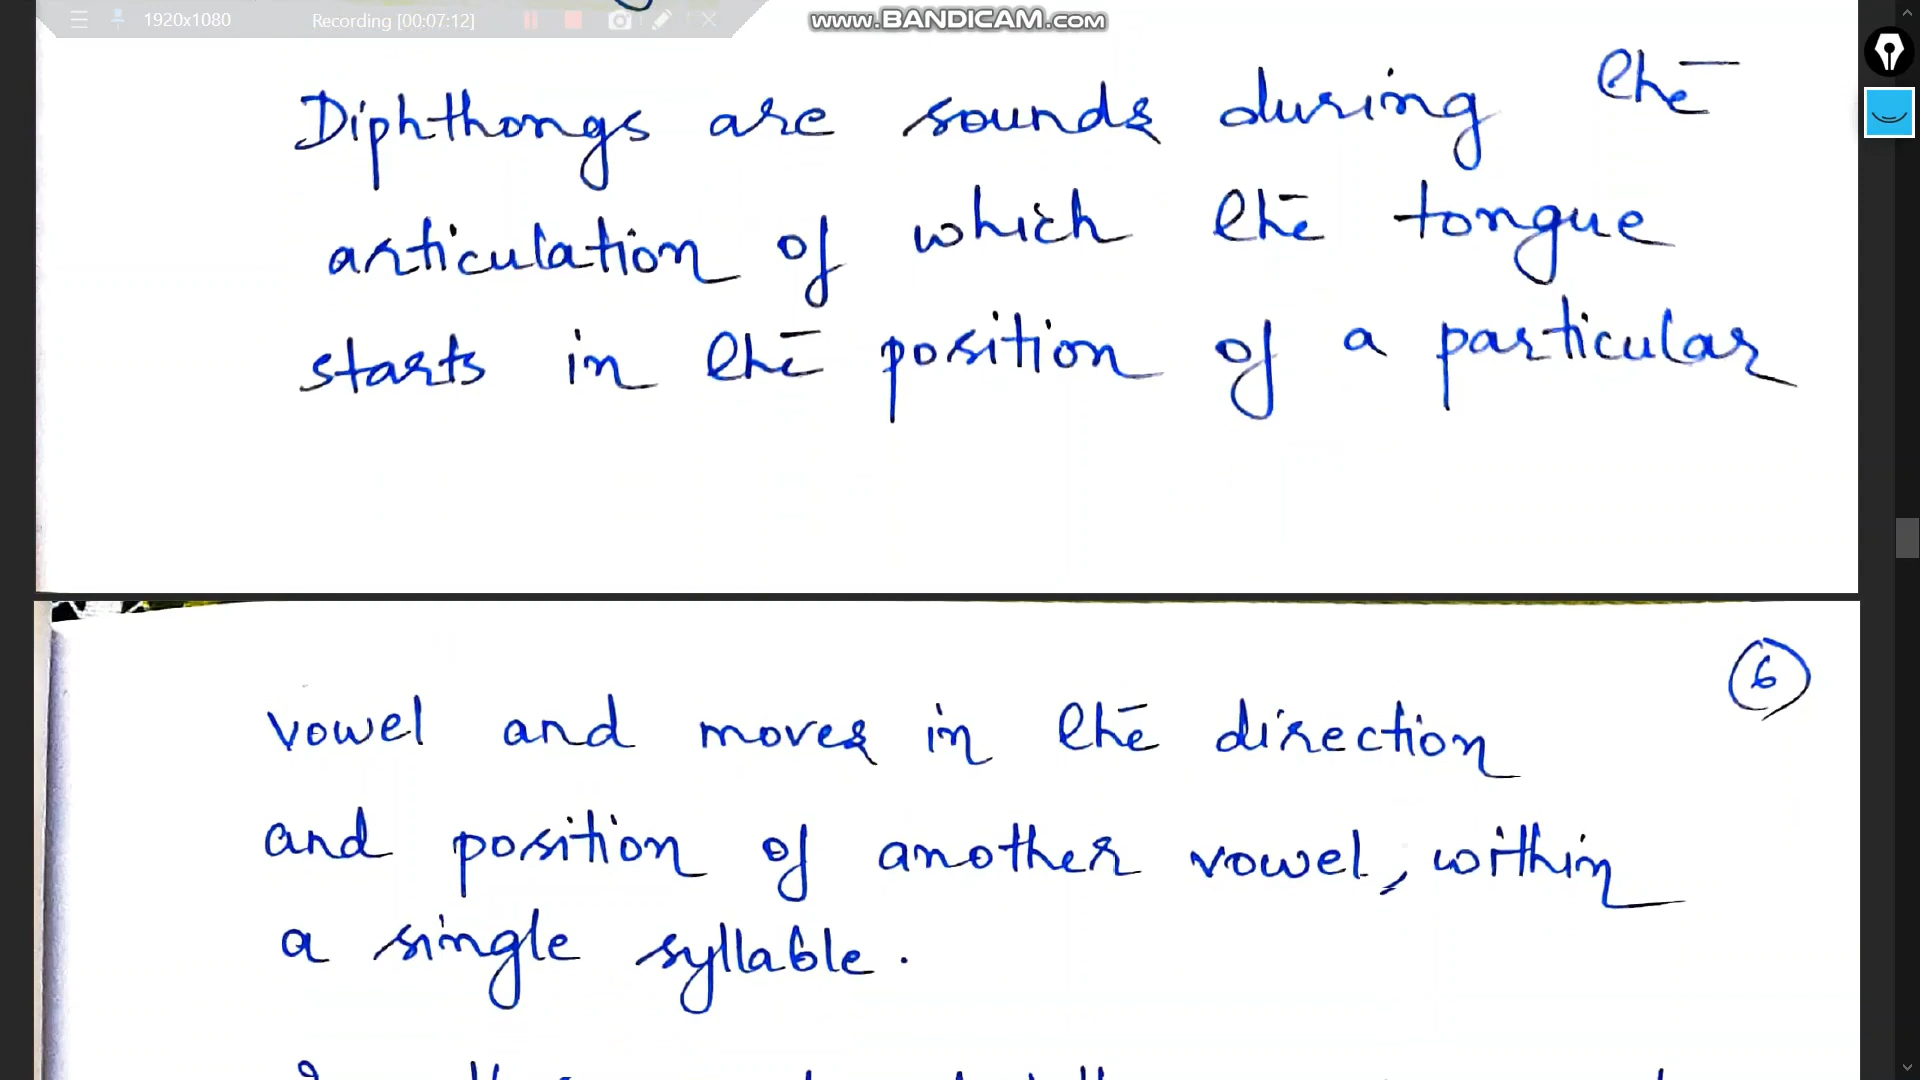 1920x1080 Recording [00:07:12]
www.BANDICAM.com
Diphthongs are sounds during the
articulation of which the tongue
starts in the position of a particular
6
vowel and moves in the direction
and position of another vowel, within
a single syllable.